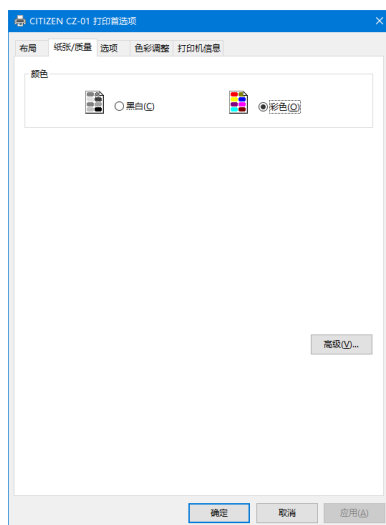 CITIZEN CZ-01 打印首选项
布局 纸张/质量 选项 色彩调整 打印机信息
颜色
黑白(C) 彩色(O)
高级(V)...
确定 取消 应用(A)